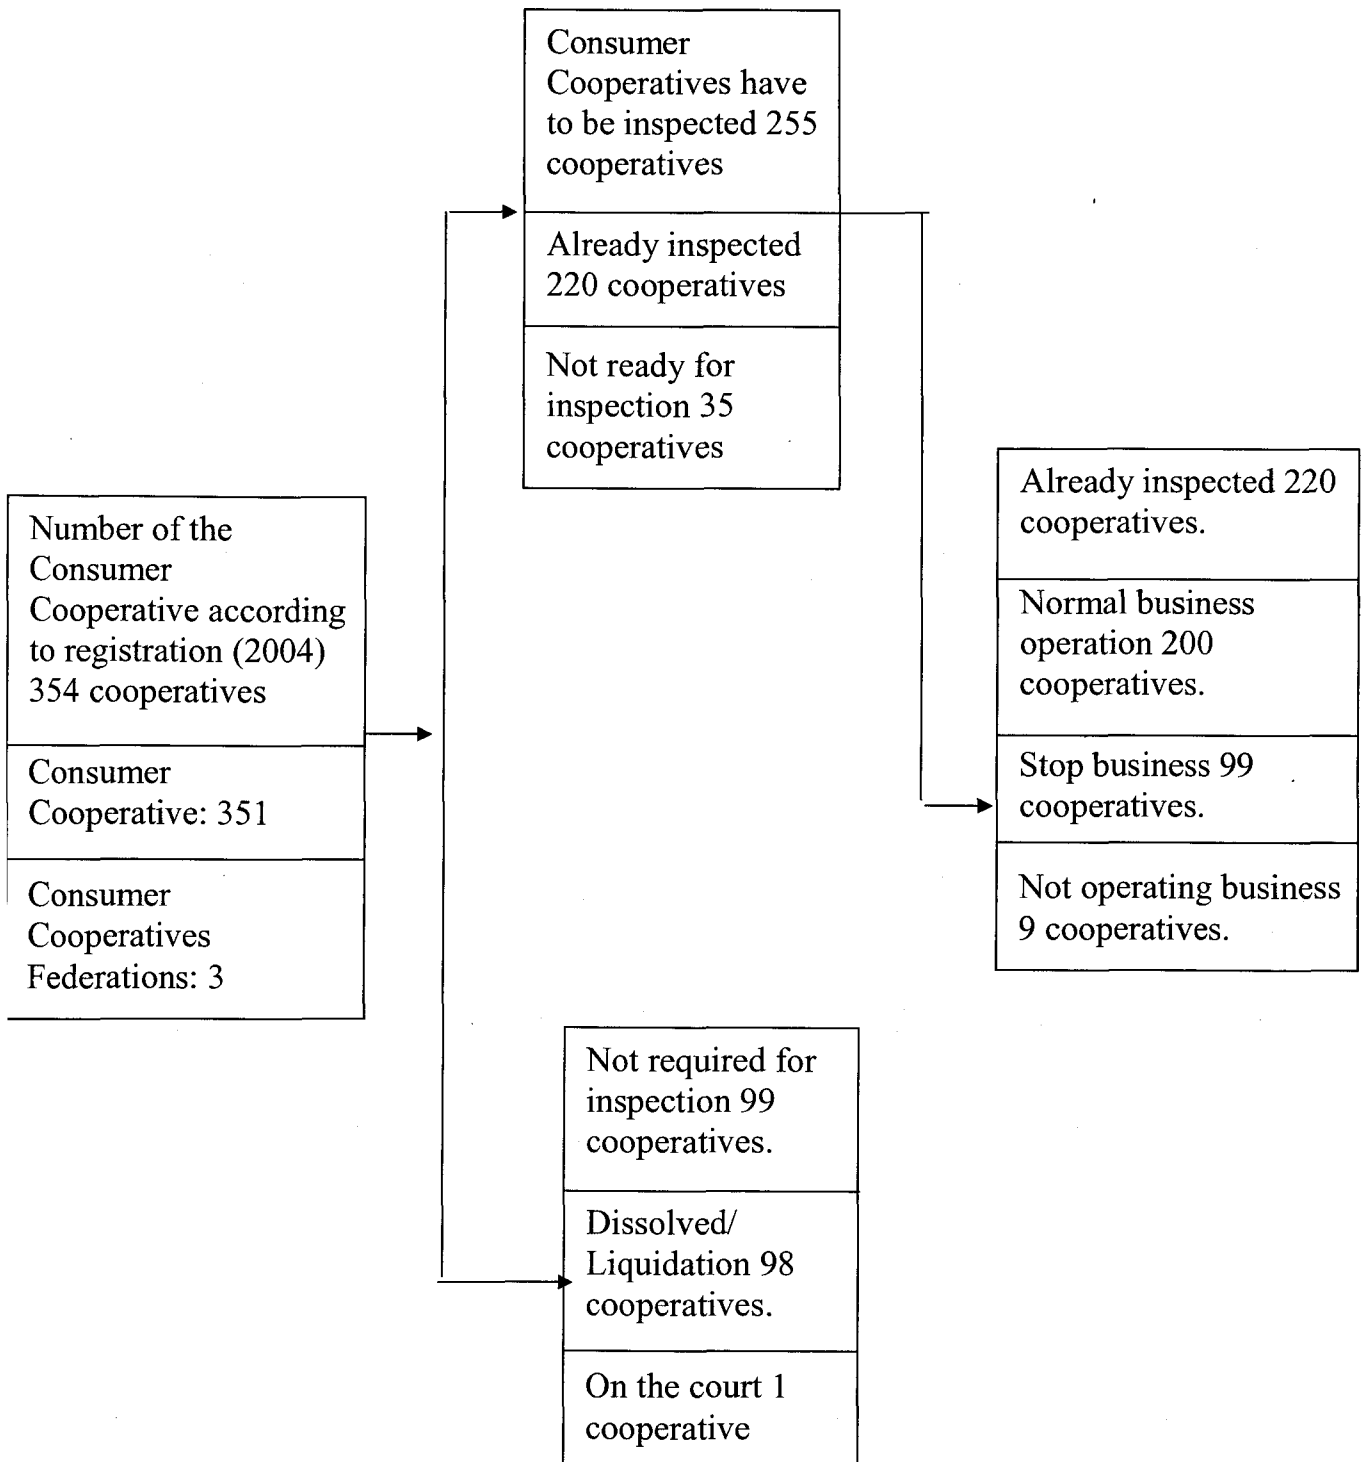 Consumer
Cooperatives have
to be inspected 255
cooperatives
Already inspected
220 cooperatives
Not ready for
inspection 35
cooperatives
Number of the
Consumer
Cooperative according
to registration (2004)
354 cooperatives
Consumer
Cooperative: 351
Consumer
Cooperatives
Federations: 3
Already inspected 220
cooperatives.
Normal business
operation 200
cooperatives.
Stop business 99
cooperatives.
Not operating business
9 cooperatives.
Not required for
inspection 99
cooperatives.
Dissolved/
Liquidation 98
cooperatives.
On the court 1
cooperative